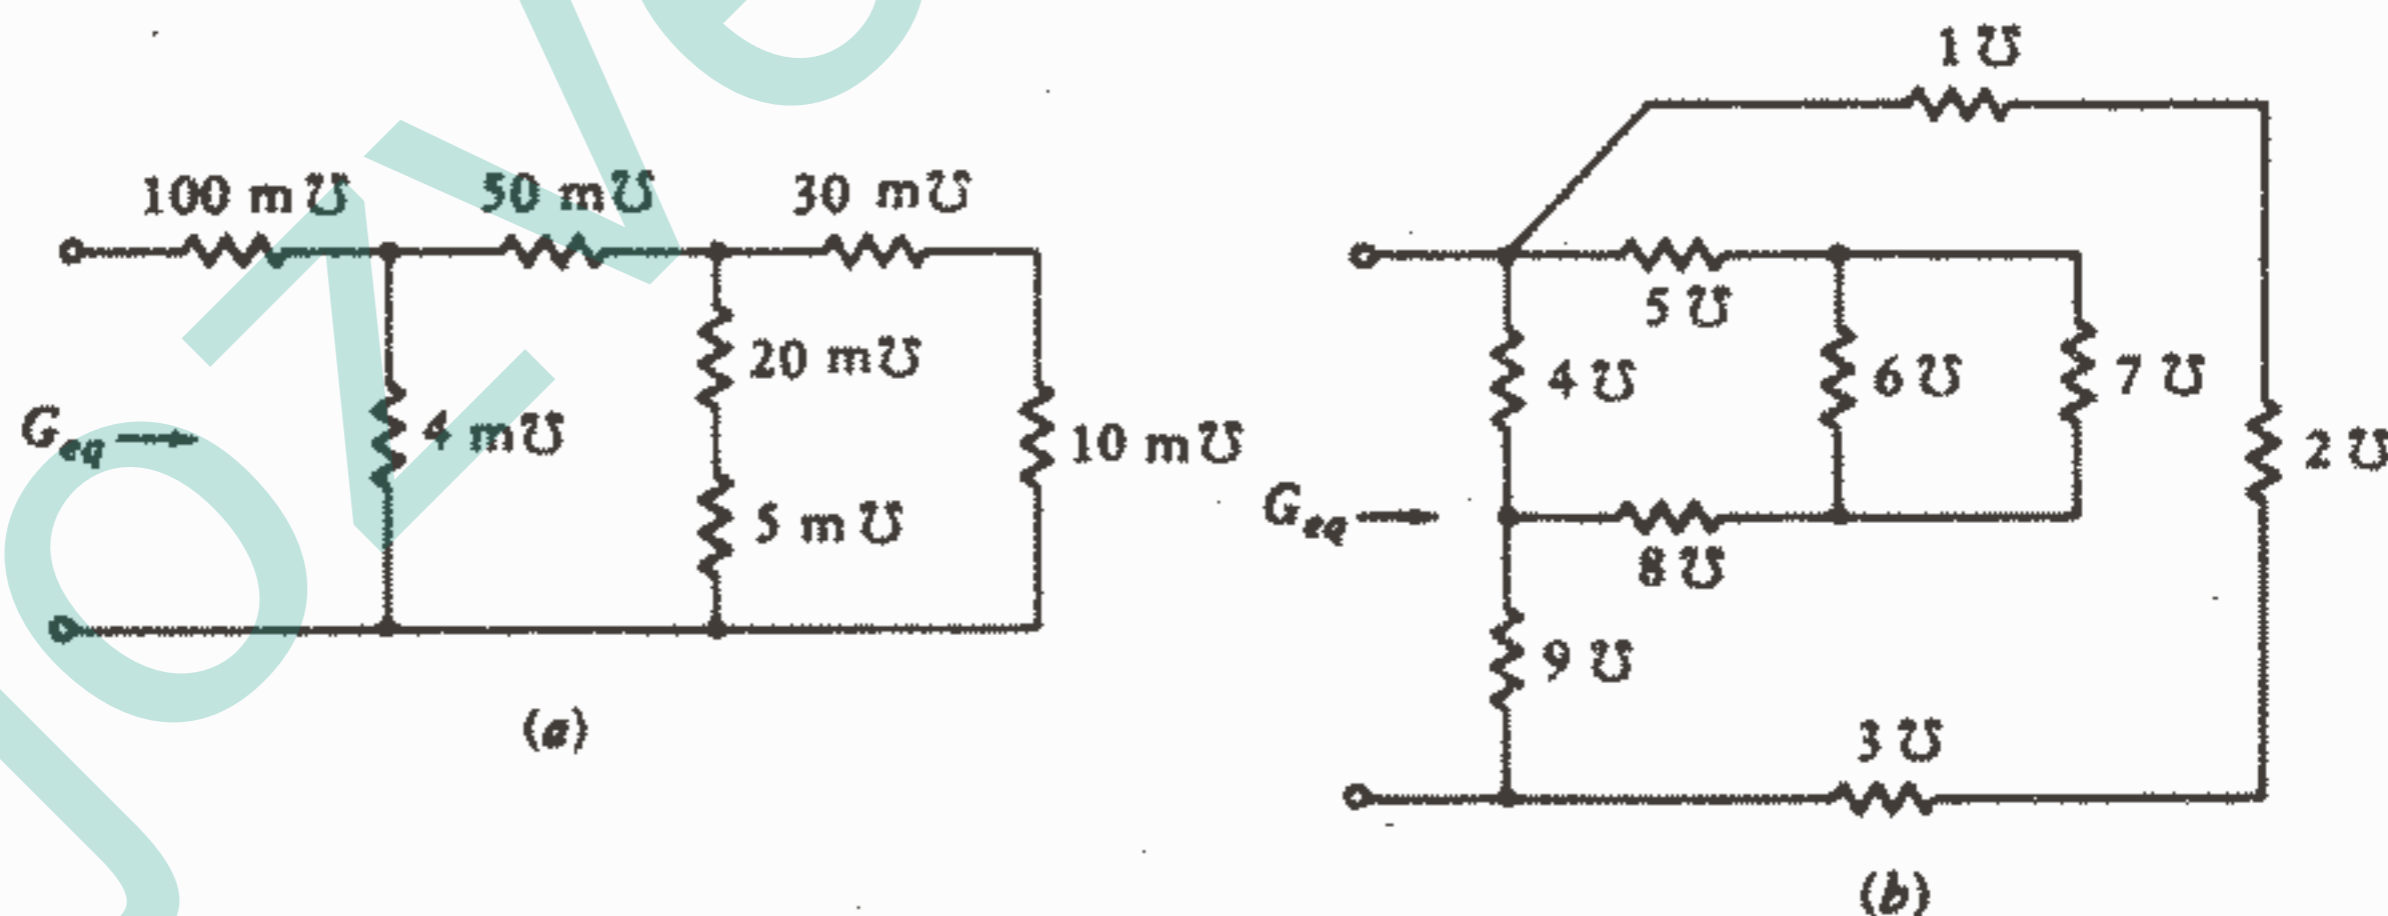 100 m℧
50 m℧
30 m℧
20 m℧
4 m℧
5 m℧
10 m℧
G_eq
(a)
1 ℧
5 ℧
4 ℧
6 ℧
7 ℧
2 ℧
G_eq
8 ℧
9 ℧
3 ℧
(b)